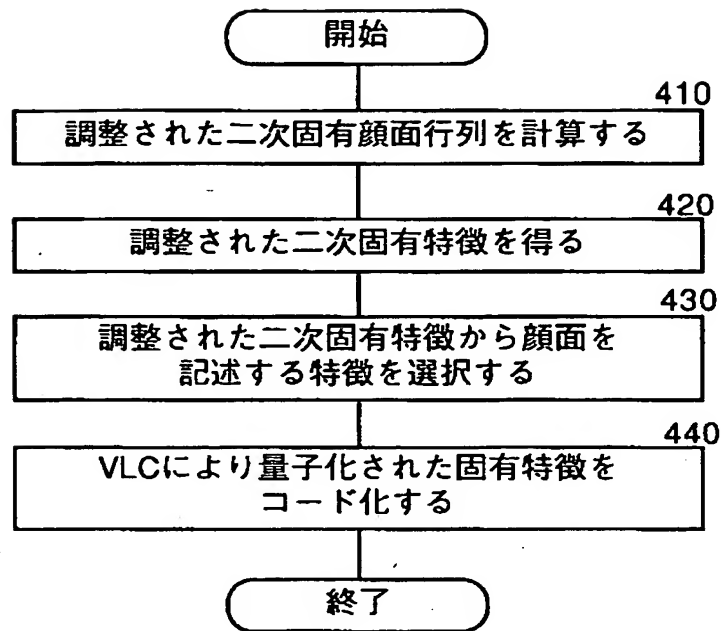 開始
410
調整された二次固有顔面行列を計算する
420
調整された二次固有特徴を得る
430
調整された二次固有特徴から顔面を
記述する特徴を選択する
440
VLCにより量子化された固有特徴を
コード化する
終了